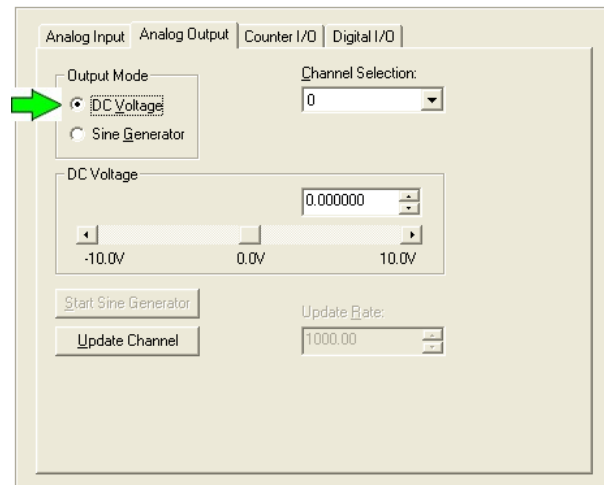 Analog Input Analog Output Counter I/O Digital I/O
Output Mode
DC Voltage
Sine Generator
Channel Selection:
0
DC Voltage
0.000000
-10.0V 0.0V 10.0V
Start Sine Generator
Update Channel
Update Rate:
1000.00